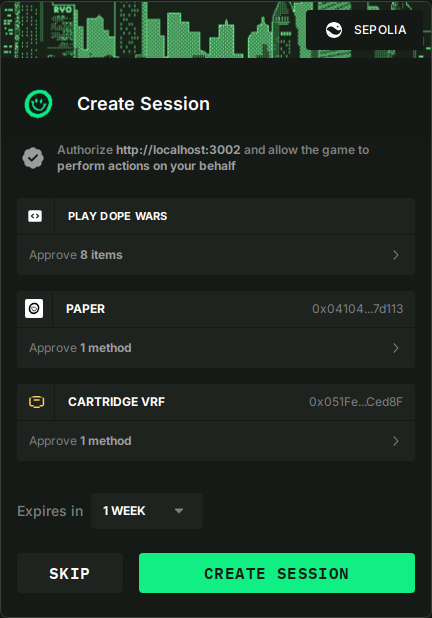 RYO
SEPOLIA
Create Session
Authorize http://localhost:3002 and allow the game to
perform actions on your behalf
PLAY DOPE WARS
Approve 8 items
PAPER 0x04104...7d113
Approve 1 method
CARTRIDGE VRF 0x051Fe...Ced8F
Approve 1 method
Expires in 1 WEEK
SKIP CREATE SESSION